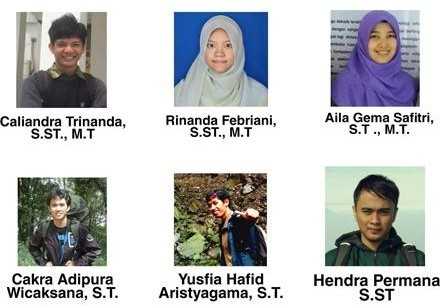 Caliandra Trinanda,
S.ST., M.T
Rinanda Febriani,
S.ST., M.T
Aila Gema Safitri,
S.T ., M.T.
Cakra Adipura
Wicaksana, S.T.
Yusfia Hafid
Aristyagama, S.T.
Hendra Permana
S.ST